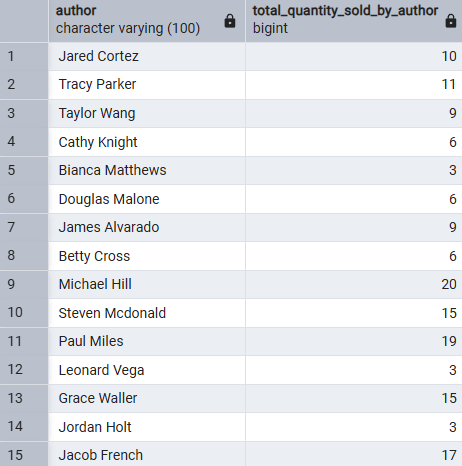 author total_quantity_sold_by_author
character varying (100) bigint
1 Jared Cortez 10
2 Tracy Parker 11
3 Taylor Wang 9
4 Cathy Knight 6
5 Bianca Matthews 3
6 Douglas Malone 6
7 James Alvarado 9
8 Betty Cross 6
9 Michael Hill 20
10 Steven Mcdonald 15
11 Paul Miles 19
12 Leonard Vega 3
13 Grace Waller 15
14 Jordan Holt 3
15 Jacob French 17